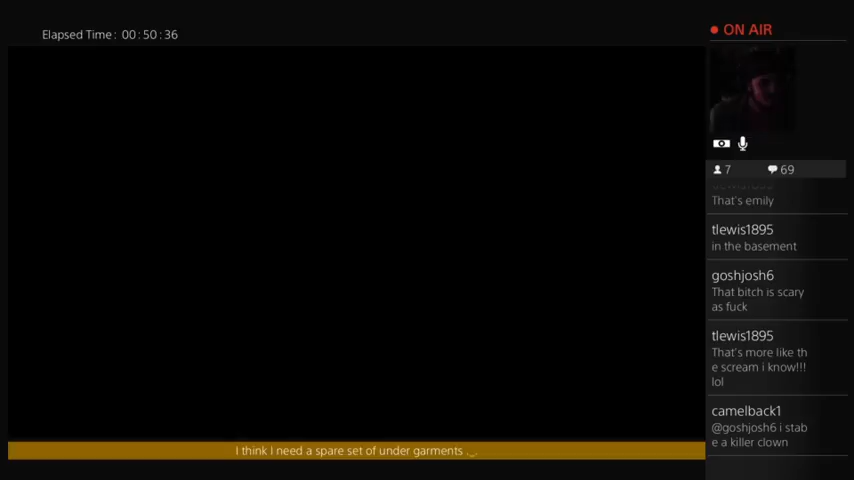 Elapsed Time: 00:50:36
ON AIR
7 69
That's emily
tlewis1895
in the basement
goshjosh6
That bitch is scary
as fuck
tlewis1895
That's more like th
e scream i know!!!
lol
camelback1
@goshjosh6 i stab
e a killer clown
I think I need a spare set of under garments ._.